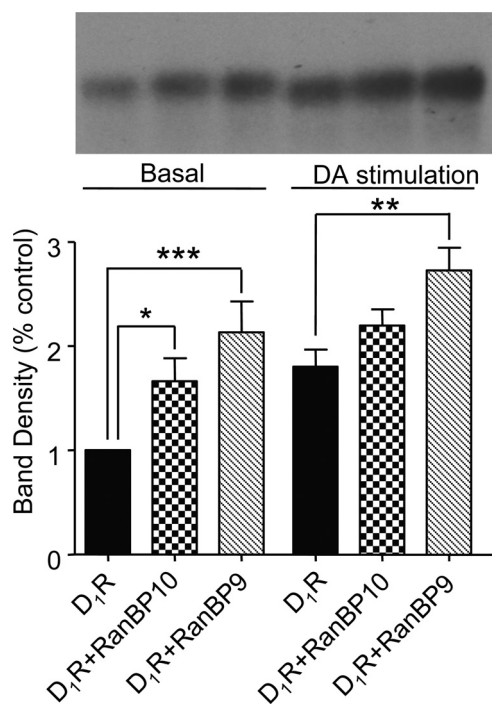 Basal DA stimulation
**
***
*
Band Density (% control)
3
2
1
0
D₁R
D₁R+RanBP10
D₁R+RanBP9
D₁R
D₁R+RanBP10
D₁R+RanBP9